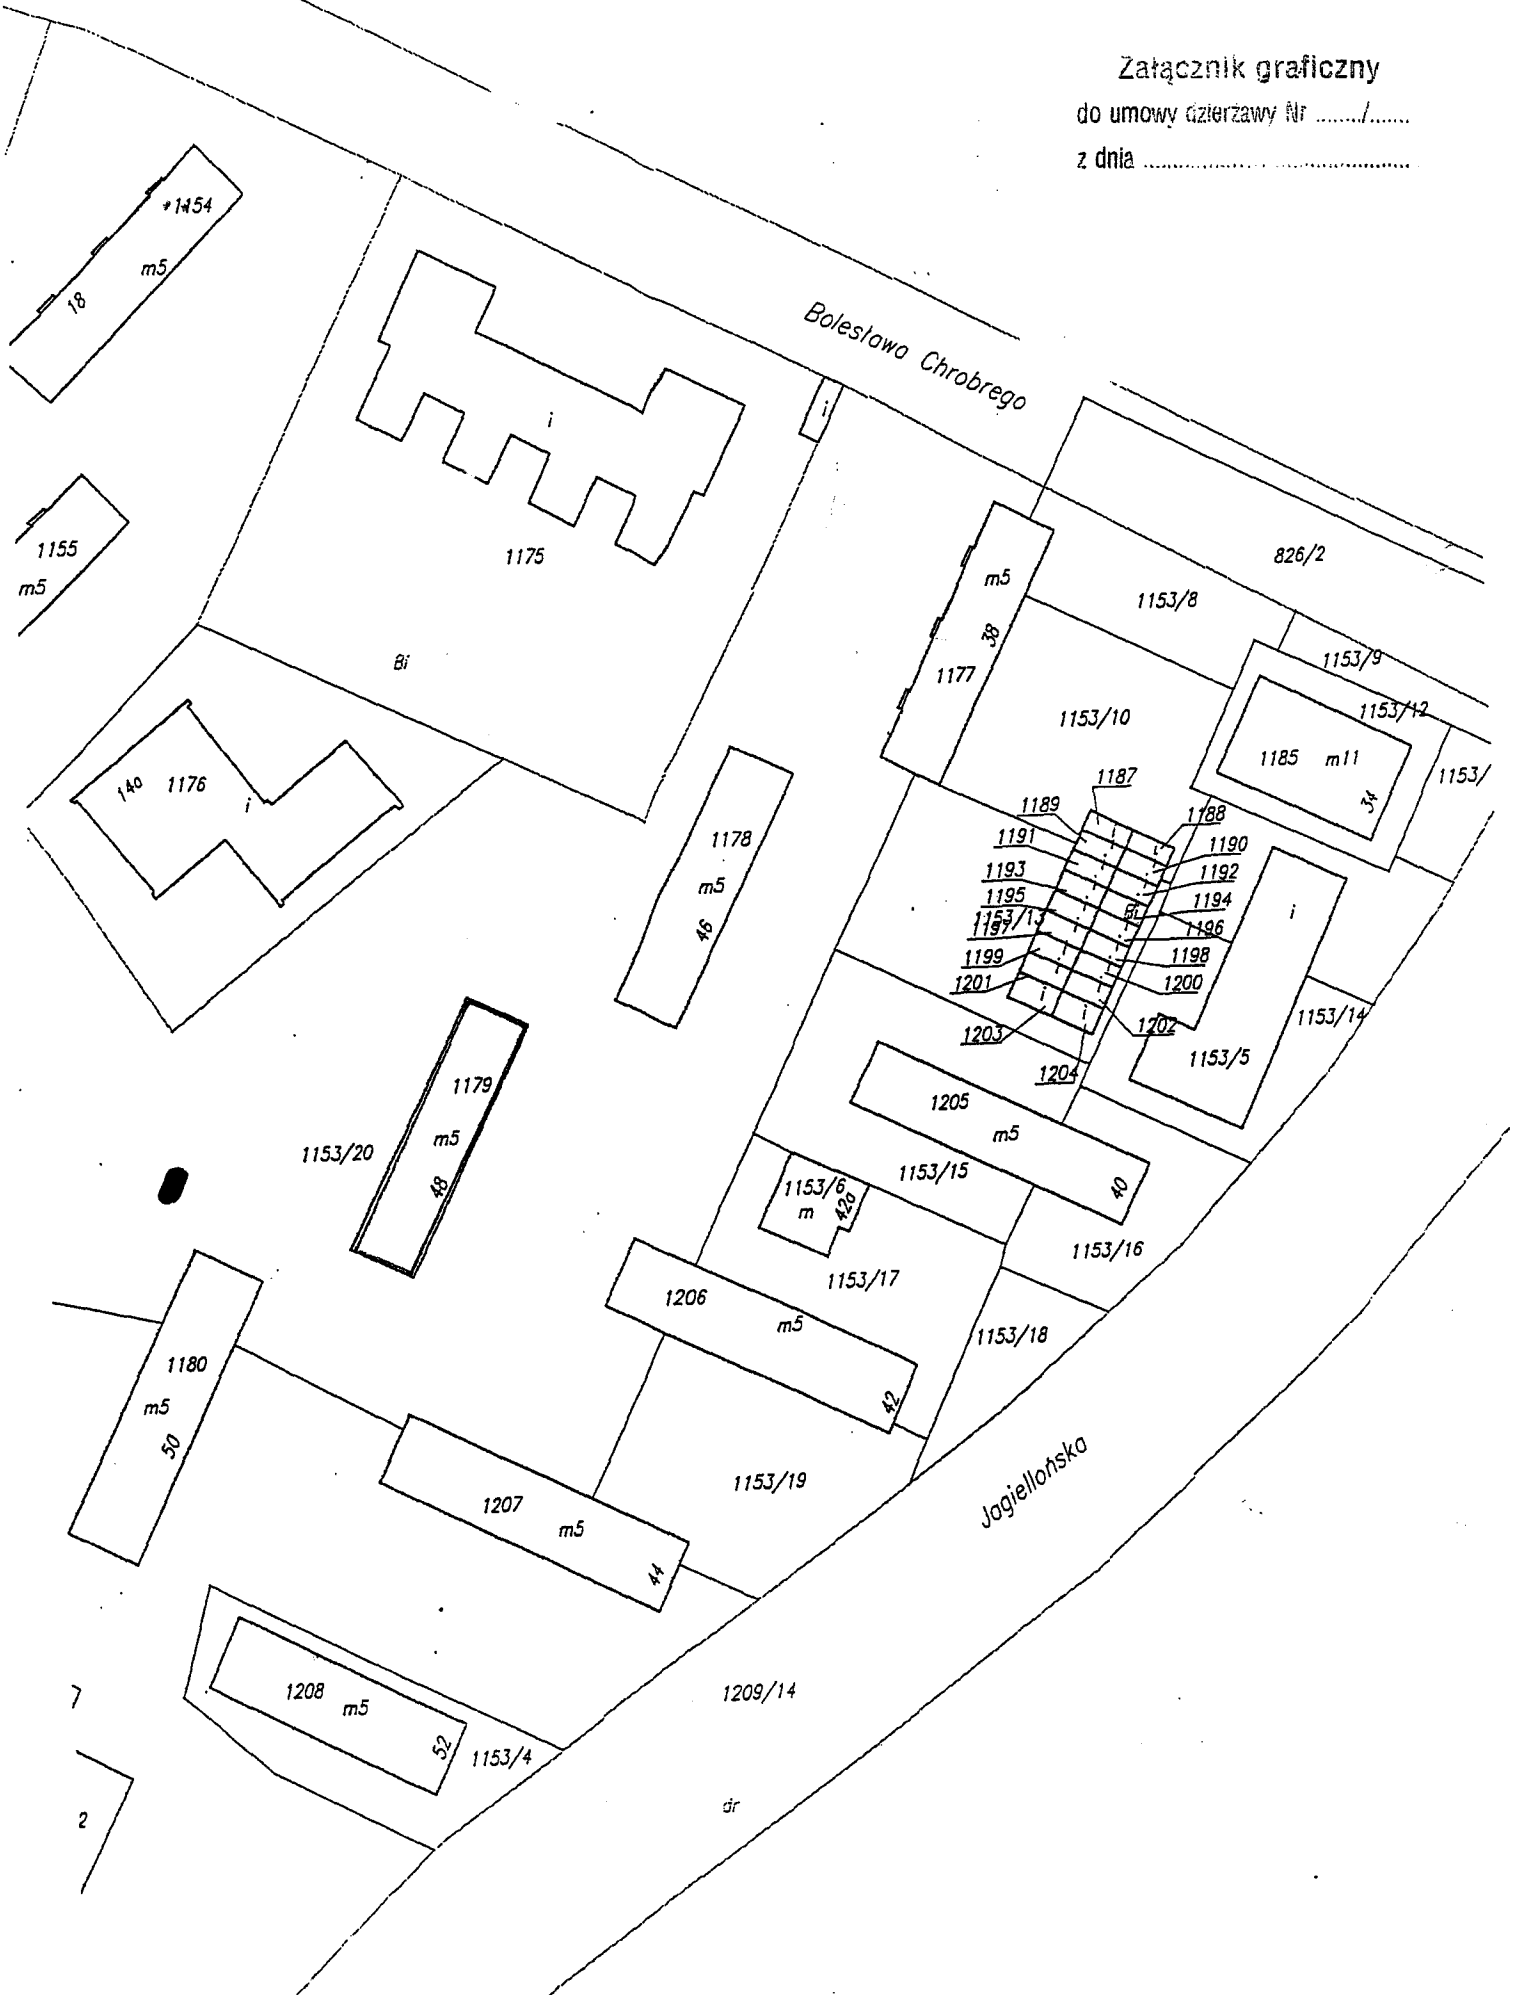 Załącznik graficzny
do umowy dzierżawy Nr ......../.......
z dnia ..............................................
1154
m5
18
Bolesława Chrobrego
i
i
1155
m5
1175
Bi
826/2
1153/8
m5
38
1177
1153/9
1153/12
1153/10
1185 m11
34
1153/
14a
1176
i
1187
1189
1188
1191
1190
1193
1192
1195
1194
1153/13
Bi
1197
1196
1199
1198
1201
1200
i
i
1203
1202
1204
i
1153/14
1153/5
1178
m5
46
1179
m5
48
1153/20
1205
m5
40
1153/15
1153/6
m
42a
1153/16
1153/17
1206
m5
42
1153/18
1180
m5
50
1153/19
Jagiellońska
1207
m5
44
1208
m5
52
1153/4
1209/14
dr
7
2